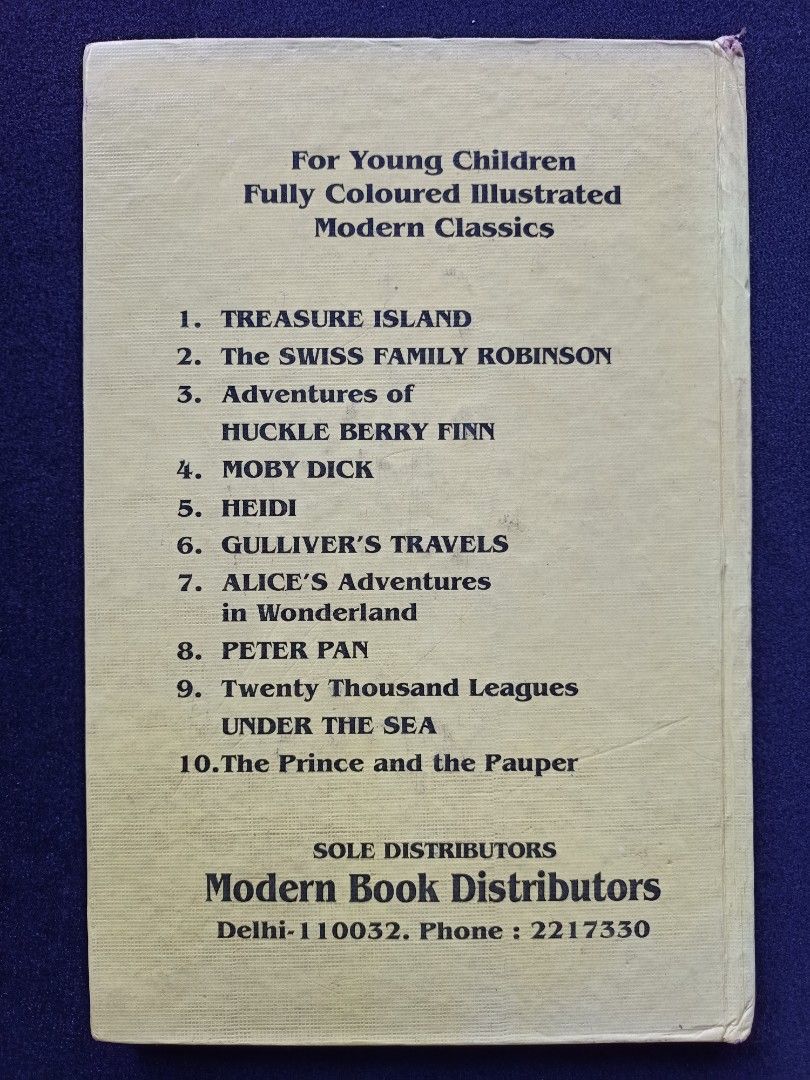 For Young Children
Fully Coloured Illustrated
Modern Classics
1. TREASURE ISLAND
2. The SWISS FAMILY ROBINSON
3. Adventures of
HUCKLE BERRY FINN
4. MOBY DICK
5. HEIDI
6. GULLIVER'S TRAVELS
7. ALICE'S Adventures
in Wonderland
8. PETER PAN
9. Twenty Thousand Leagues
UNDER THE SEA
10.The Prince and the Pauper
SOLE DISTRIBUTORS
Modern Book Distributors
Delhi-110032. Phone : 2217330